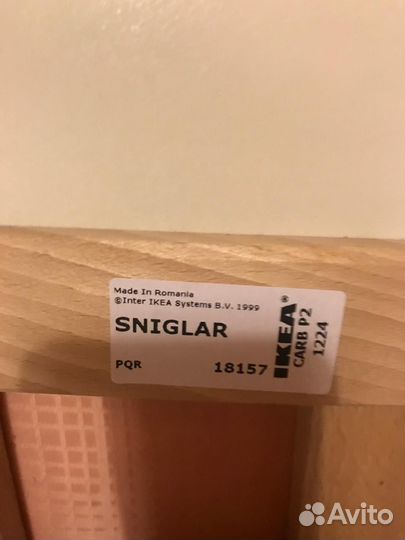 Made In Romania
©Inter IKEA Systems B.V. 1999
SNIGLAR
PQR 18157
IKEA®
CARB P2
1224
Avito